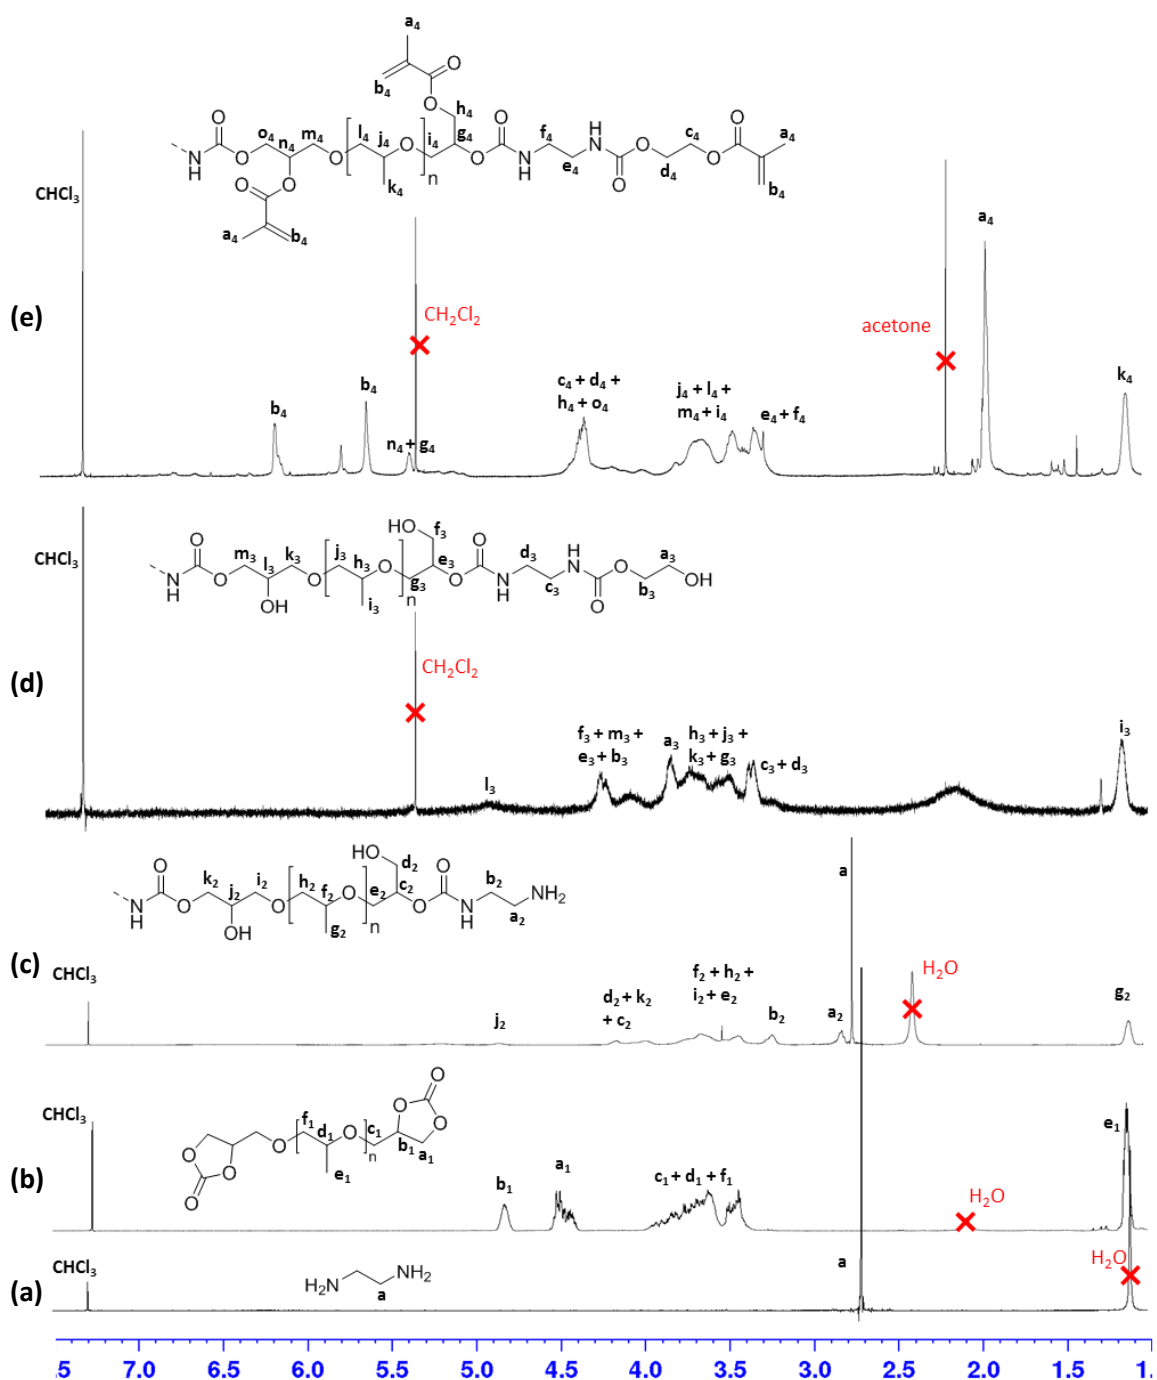 a4
b4
O
O
h4
O
O
o4
n4
m4
l4
j4
i4
g4
O
f4
H
N
c4
O
a4
N
H
O
O
O
O
n
k4
O
N
H
e4
O
O
d4
O
b4
O
O
a4
b4
CHCl3
a4
(e)
CH2Cl2
acetone
b4
b4
n4 + g4
c4 + d4 +
h4 + o4
j4 + l4 +
m4 + i4
e4 + f4
k4
HO
f3
CHCl3
O
m3
l3
k3
j3
h3
e3
O
d3
H
N
a3
N
H
O
OH
O
O
n
i3
g3
O
N
H
c3
O
O
b3
OH
(d)
CH2Cl2
l3
f3 + m3 +
e3 + b3
a3
h3 + j3 +
k3 + g3
c3 + d3
i3
HO
d2
O
k2
j2
i2
h2
f2
e2
c2
O
b2
NH2
N
H
O
OH
O
O
n
g2
O
N
H
a2
a
(c)
CHCl3
j2
d2 + k2
+ c2
f2 + h2 +
i2 + e2
b2
a2
H2O
g2
CHCl3
O
O
O
O
O
O
O
O
f1
d1
c1
n
b1
a1
e1
(b)
b1
a1
c1 + d1 + f1
H2O
e1
CHCl3
H2N
NH2
a
a
H2O
(a)
.5 7.0 6.5 6.0 5.5 5.0 4.5 4.0 3.5 3.0 2.5 2.0 1.5 1.